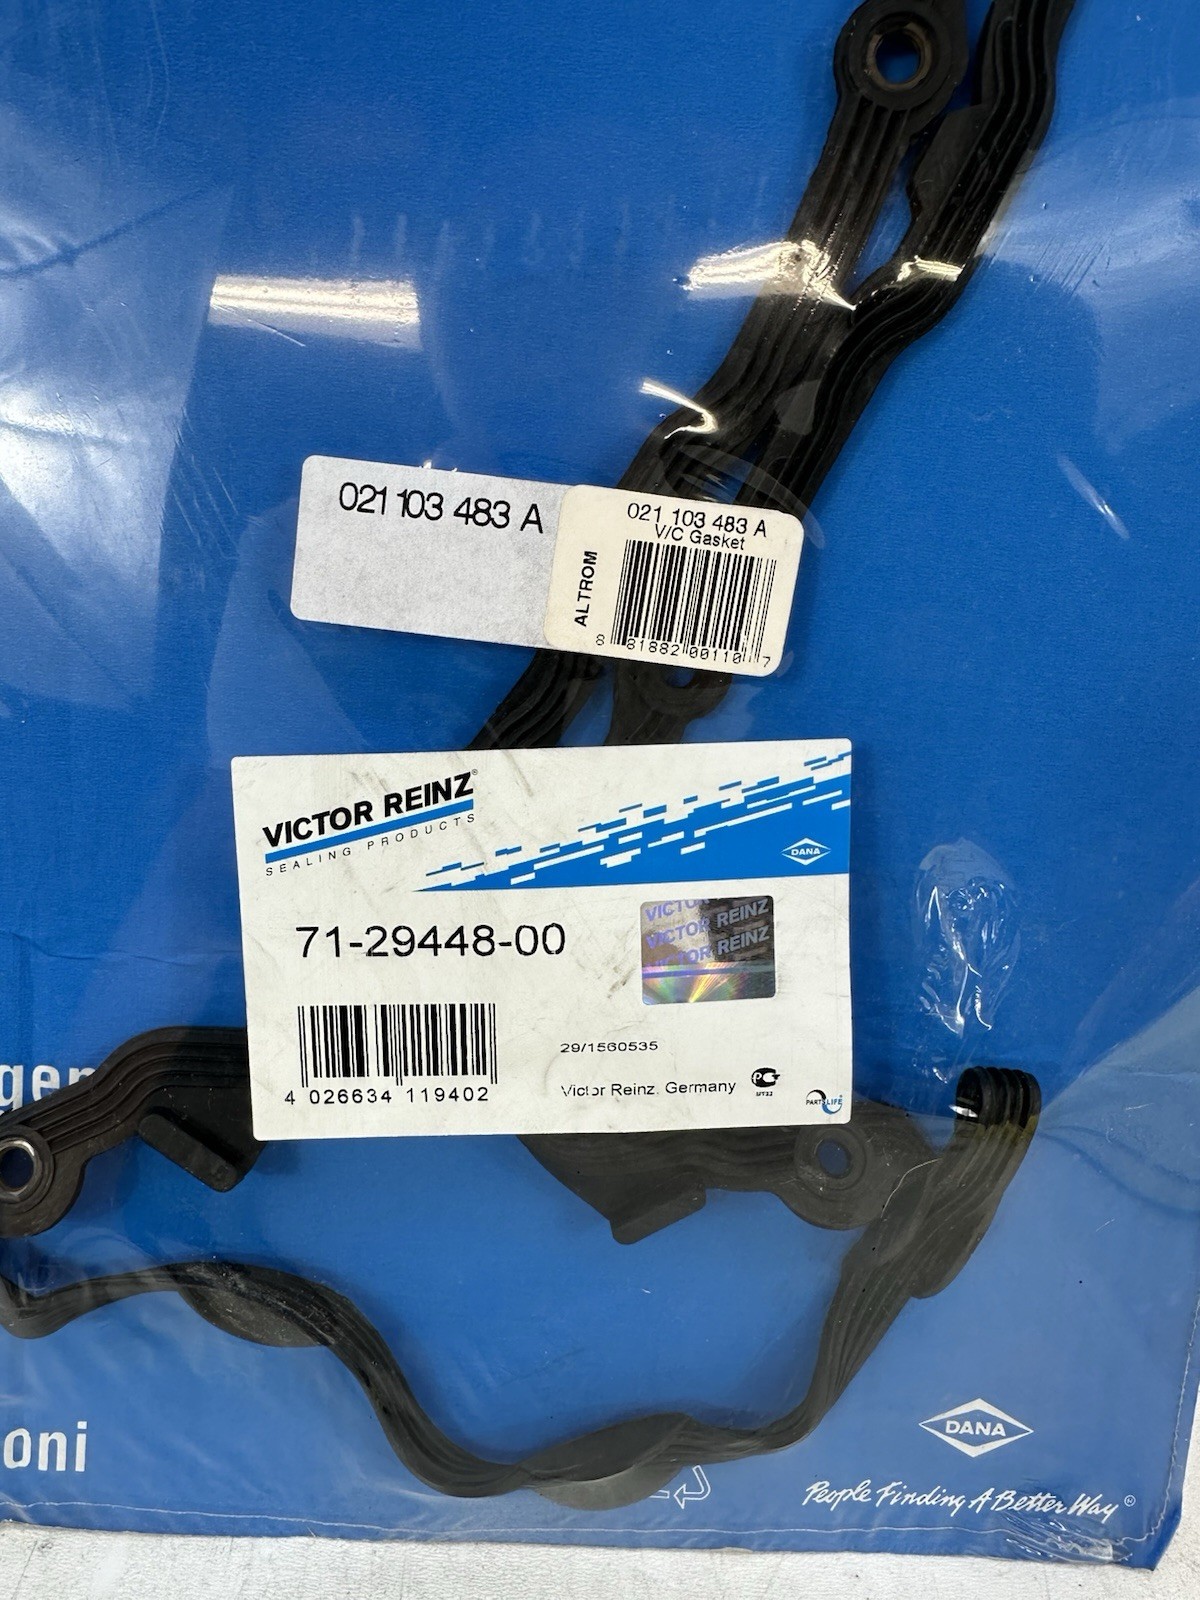 021 103 483 A
021 103 483 A
V/C Gasket
ALTROM
8 81882 00110 7
VICTOR REINZ®
SEALING PRODUCTS
DANA
71-29448-00
VICTOR REINZ
VICTOR REINZ
VICTOR REINZ
29/1560535
4 026634 119402
Victor Reinz, Germany
PARTSLIFE®
gen
oni
DANA
People Finding A Better Way®